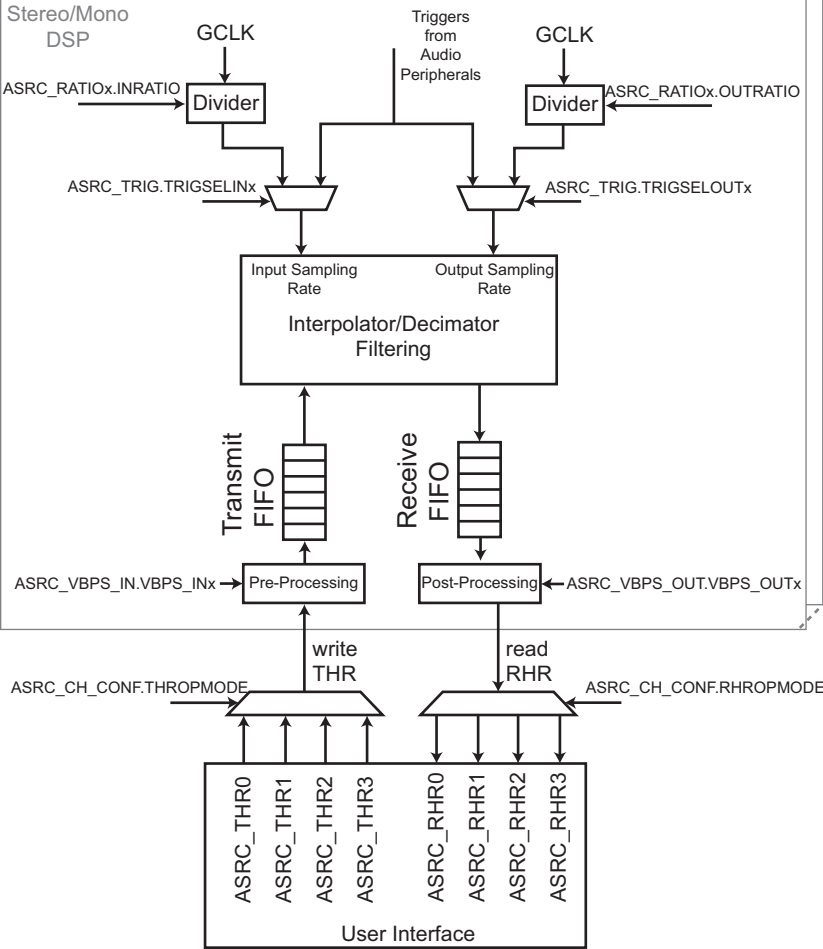 Stereo/Mono
DSP
GCLK
Triggers
from
Audio
Peripherals
GCLK
ASRC_RATIOx.INRATIO
Divider
Divider
ASRC_RATIOx.OUTRATIO
ASRC_TRIG.TRIGSELINx
ASRC_TRIG.TRIGSELOUTx
Input Sampling
Rate
Output Sampling
Rate
Interpolator/Decimator
Filtering
Transmit
FIFO
Receive
FIFO
ASRC_VBPS_IN.VBPS_INx
Pre-Processing
Post-Processing
ASRC_VBPS_OUT.VBPS_OUTx
write
THR
read
RHR
ASRC_CH_CONF.THROPMODE
ASRC_CH_CONF.RHROPMODE
ASRC_THR0
ASRC_THR1
ASRC_THR2
ASRC_THR3
ASRC_RHR0
ASRC_RHR1
ASRC_RHR2
ASRC_RHR3
User Interface